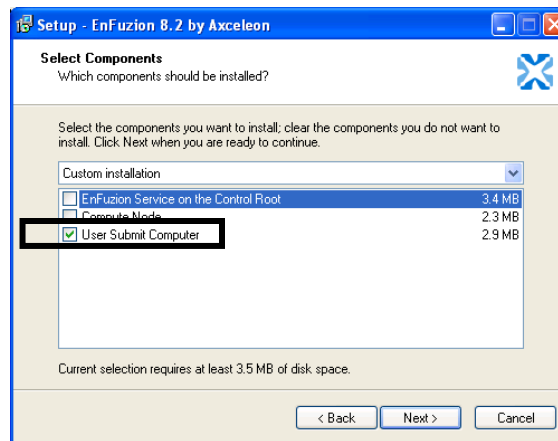 Setup - EnFuzion 8.2 by Axceleon
Select Components
Which components should be installed?
Select the components you want to install; clear the components you do not want to
install. Click Next when you are ready to continue.
Custom installation
EnFuzion Service on the Control Root 3.4 MB
Compute Node 2.3 MB
User Submit Computer 2.9 MB
Current selection requires at least 3.5 MB of disk space.
< Back Next > Cancel